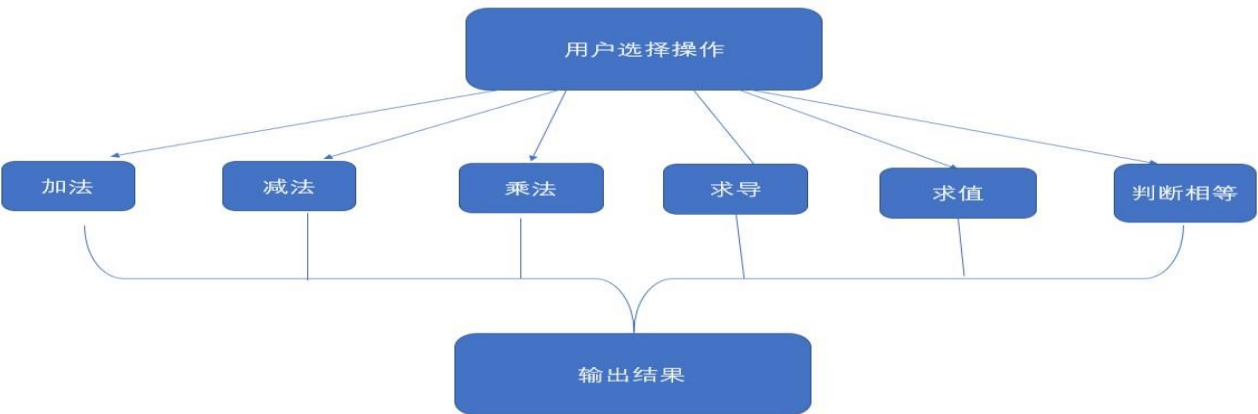 用户选择操作
加法
减法
乘法
求导
求值
判断相等
输出结果